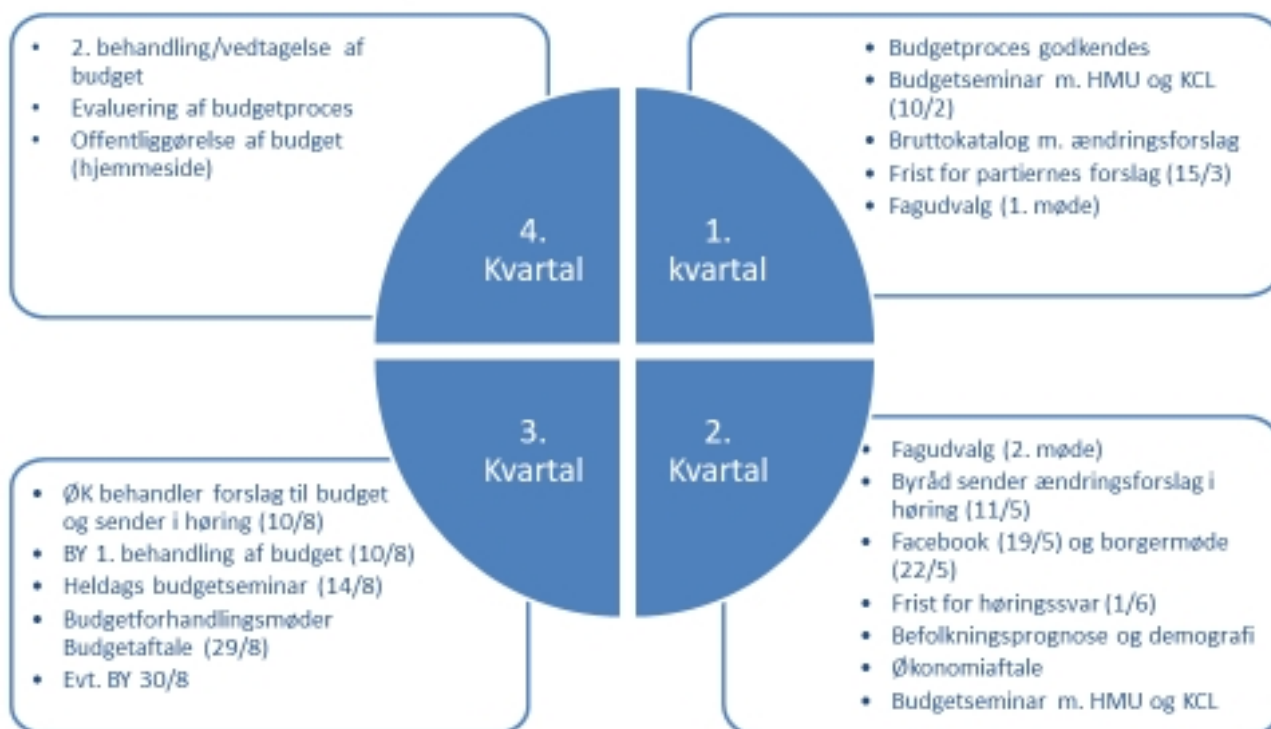 • 2. behandling/vedtagelse af
budget
• Evaluering af budgetproces
• Offentliggørelse af budget
(hjemmeside)
• Budgetproces godkendes
• Budgetseminar m. HMU og KCL
(10/2)
• Bruttokatalog m. ændringsforslag
• Frist for partiernes forslag (15/3)
• Fagudvalg (1. møde)
4.
Kvartal
1.
kvartal
3.
Kvartal
2.
Kvartal
• ØK behandler forslag til budget
og sender i høring (10/8)
• BY 1. behandling af budget (10/8)
• Heldags budgetseminar (14/8)
• Budgetforhandlingsmøder
Budgetaftale (29/8)
• Evt. BY 30/8
• Fagudvalg (2. møde)
• Byråd sender ændringsforslag i
høring (11/5)
• Facebook (19/5) og borgermøde
(22/5)
• Frist for høringssvar (1/6)
• Befolkningsprognose og demografi
• Økonomiaftale
• Budgetseminar m. HMU og KCL